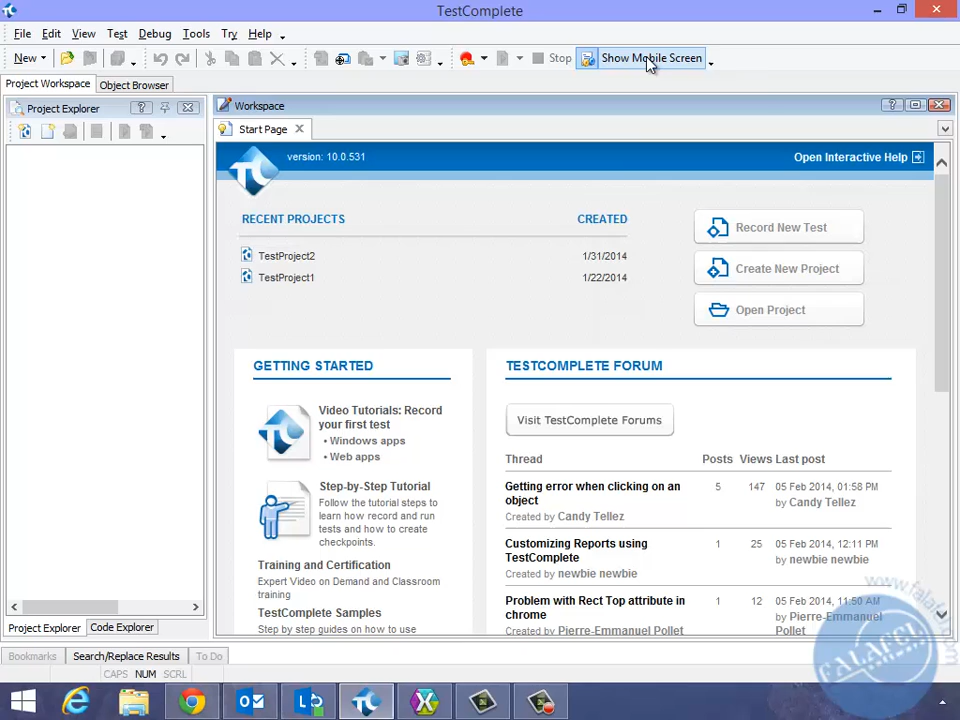 TestComplete
File Edit View Test Debug Tools Try Help
New Stop Show Mobile Screen
Project Workspace Object Browser
Project Explorer
Workspace
Start Page
version: 10.0.531
Open Interactive Help
RECENT PROJECTS CREATED
TestProject2 1/31/2014
TestProject1 1/22/2014
Record New Test
Create New Project
Open Project
GETTING STARTED
Video Tutorials: Record
your first test
• Windows apps
• Web apps
Step-by-Step Tutorial
Follow the tutorial steps to
learn how record and run
tests and how to create
checkpoints.
Training and Certification
Expert Video on Demand and Classroom
training
TestComplete Samples
Step by step guides on how to use
TESTCOMPLETE FORUM
Visit TestComplete Forums
Thread Posts Views Last post
Getting error when clicking on an
object
Created by Candy Tellez
5 147 05 Feb 2014, 01:58 PM
by Candy Tellez
Customizing Reports using
TestComplete
Created by newbie newbie
1 25 05 Feb 2014, 12:11 PM
by newbie newbie
Problem with Rect Top attribute in
chrome
Created by Pierre-Emmanuel Pollet
1 12 05 Feb 2014, 11:50 AM
by Pierre-Emmanuel
Pollet
Project Explorer Code Explorer
Bookmarks Search/Replace Results To Do
CAPS NUM SCRL
FALAFEL